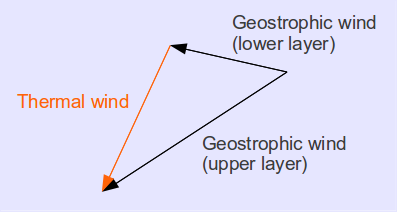 Geostrophic wind
(lower layer)
Thermal wind
Geostrophic wind
(upper layer)